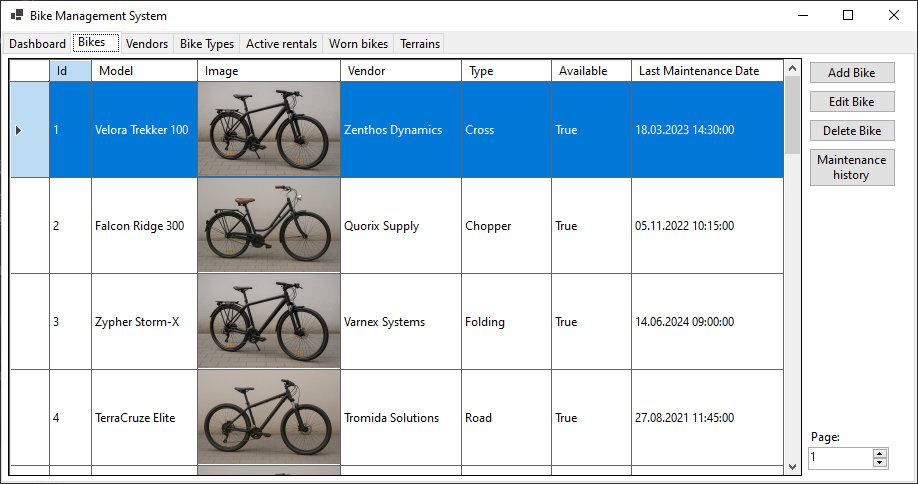 Bike Management System
Dashboard Bikes Vendors Bike Types Active rentals Worn bikes Terrains
Id Model Image Vendor Type Available Last Maintenance Date
1 Velora Trekker 100 Zenthos Dynamics Cross True 18.03.2023 14:30:00
2 Falcon Ridge 300 Quorix Supply Chopper True 05.11.2022 10:15:00
3 Zypher Storm-X Varnex Systems Folding True 14.06.2024 09:00:00
4 TerraCruze Elite Tromida Solutions Road True 27.08.2021 11:45:00
Add Bike
Edit Bike
Delete Bike
Maintenance
history
Page:
1